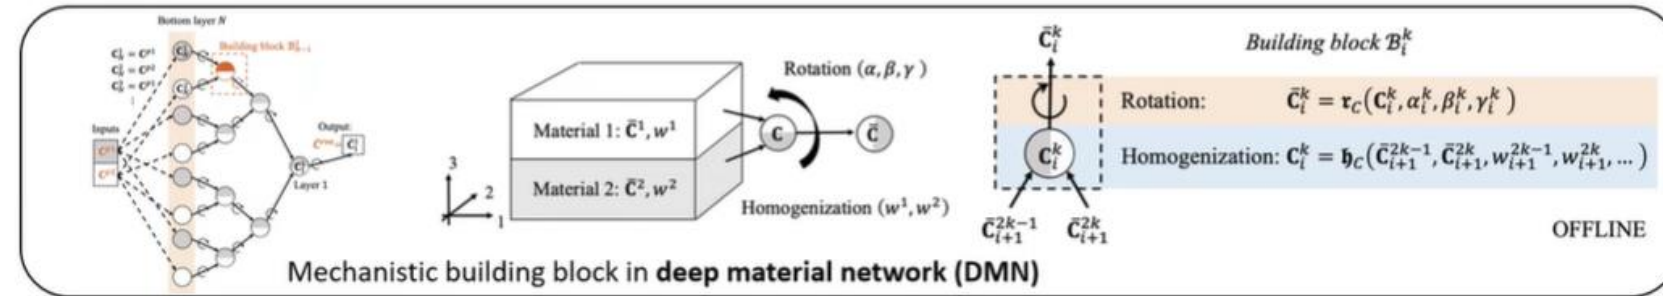 Bottom layer N
Building block
Inputs
Output:
Layer 1
3
2
1
Material 1: C̄¹, w¹
Material 2: C̄², w²
Rotation (α, β, γ)
C
C̄
Homogenization (w¹, w²)
C̄ᵢᵏ
Cᵢᵏ
C̄ᵢ₊₁²ᵏ⁻¹ C̄ᵢ₊₁²ᵏ
Building block 𝓑ᵢᵏ
Rotation: C̄ᵢᵏ = 𝔯_C(Cᵢᵏ, αᵢᵏ, βᵢᵏ, γᵢᵏ)
Homogenization: Cᵢᵏ = 𝔥_C(C̄ᵢ₊₁²ᵏ⁻¹, C̄ᵢ₊₁²ᵏ, wᵢ₊₁²ᵏ⁻¹, wᵢ₊₁²ᵏ, ...)
OFFLINE
Mechanistic building block in deep material network (DMN)